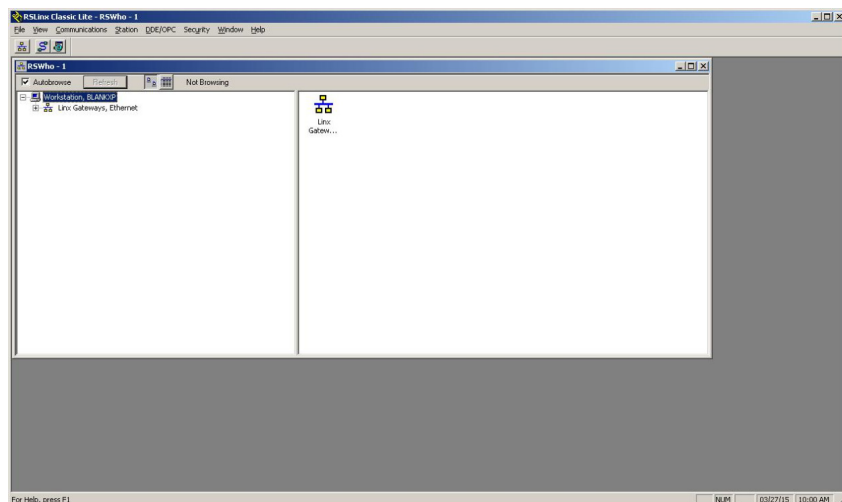 RSLinx Classic Lite - RSWho - 1
File View Communications Station DDE/OPC Security Window Help
RSWho - 1
Autobrowse Refresh Not Browsing
Workstation, BLANKXP
Linx Gateways, Ethernet
Linx
Gatew...
For Help, press F1 NUM 03/27/15 10:00 AM